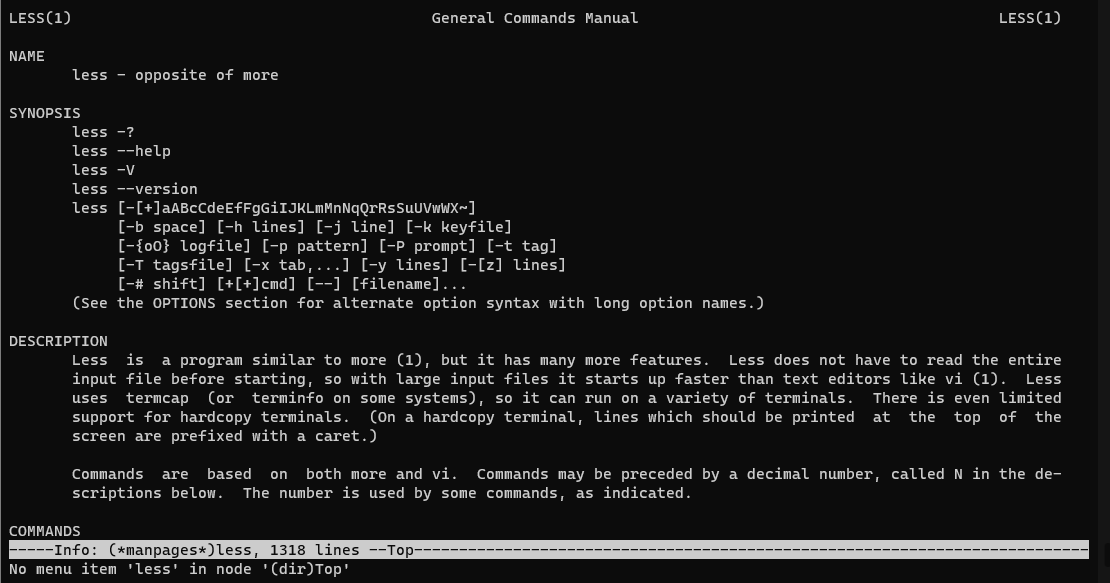 LESS(1)                                        General Commands Manual                                        LESS(1)
NAME
       less - opposite of more
SYNOPSIS
       less -?
       less --help
       less -V
       less --version
       less [-[+]aABcCdeEfFgGiIJKLmMnNqQrRsSuUVwWX~]
            [-b space] [-h lines] [-j line] [-k keyfile]
            [-{oO} logfile] [-p pattern] [-P prompt] [-t tag]
            [-T tagsfile] [-x tab,...] [-y lines] [-[z] lines]
            [-# shift] [+[+]cmd] [--] [filename]...
       (See the OPTIONS section for alternate option syntax with long option names.)
DESCRIPTION
       Less  is  a program similar to more (1), but it has many more features.  Less does not have to read the entire
       input file before starting, so with large input files it starts up faster than text editors like vi (1).  Less
       uses  termcap  (or  terminfo on some systems), so it can run on a variety of terminals.  There is even limited
       support for hardcopy terminals.  (On a hardcopy terminal, lines which should be printed  at  the  top  of  the
       screen are prefixed with a caret.)
       Commands  are  based  on  both more and vi.  Commands may be preceded by a decimal number, called N in the de-
       scriptions below.  The number is used by some commands, as indicated.
COMMANDS
-----Info: (*manpages*)less, 1318 lines --Top---------------------------------------------------------------------------
No menu item 'less' in node '(dir)Top'